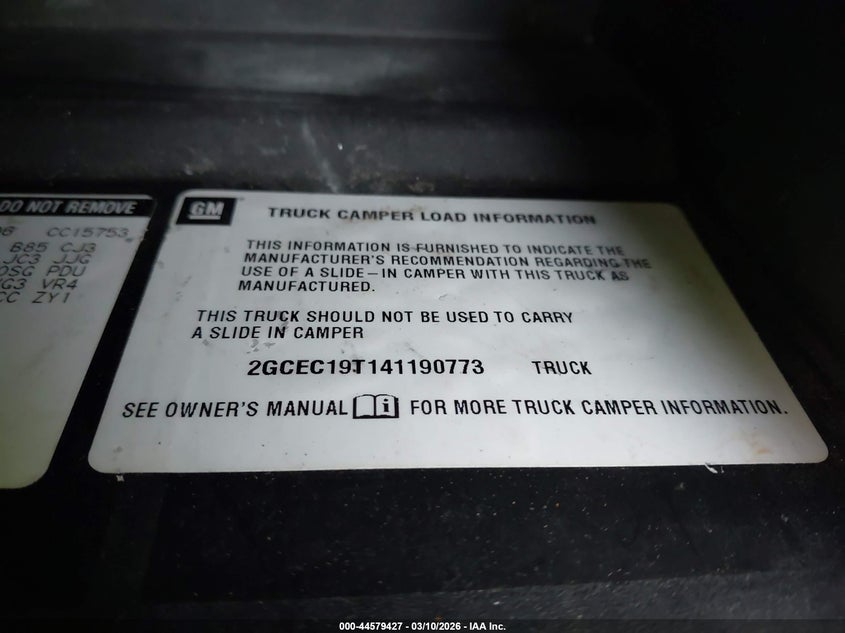 DO NOT REMOVE
CC15753
B85 CJ3
JC3 JJG
PDU
VR4
ZY1
GM
TRUCK CAMPER LOAD INFORMATION
THIS INFORMATION IS FURNISHED TO INDICATE THE
MANUFACTURER'S RECOMMENDATION REGARDING THE
USE OF A SLIDE-IN CAMPER WITH THIS TRUCK AS
MANUFACTURED.
THIS TRUCK SHOULD NOT BE USED TO CARRY
A SLIDE IN CAMPER
2GCEC19T141190773 TRUCK
SEE OWNER'S MANUAL FOR MORE TRUCK CAMPER INFORMATION.
000-44579427 - 03/10/2026 - IAA Inc.